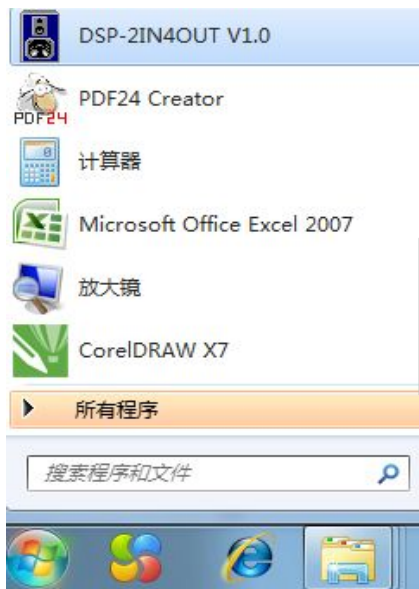 DSP-2IN4OUT V1.0
PDF24 Creator
PDF24
计算器
Microsoft Office Excel 2007
放大镜
CorelDRAW X7
所有程序
搜索程序和文件